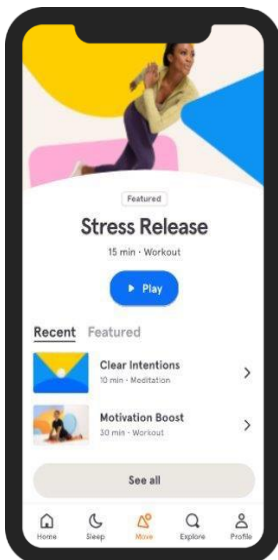 Featured
Stress Release
15 min · Workout
Play
Recent Featured
Clear Intentions
10 min · Meditation
Motivation Boost
30 min · Workout
See all
Home Sleep Move Explore Profile